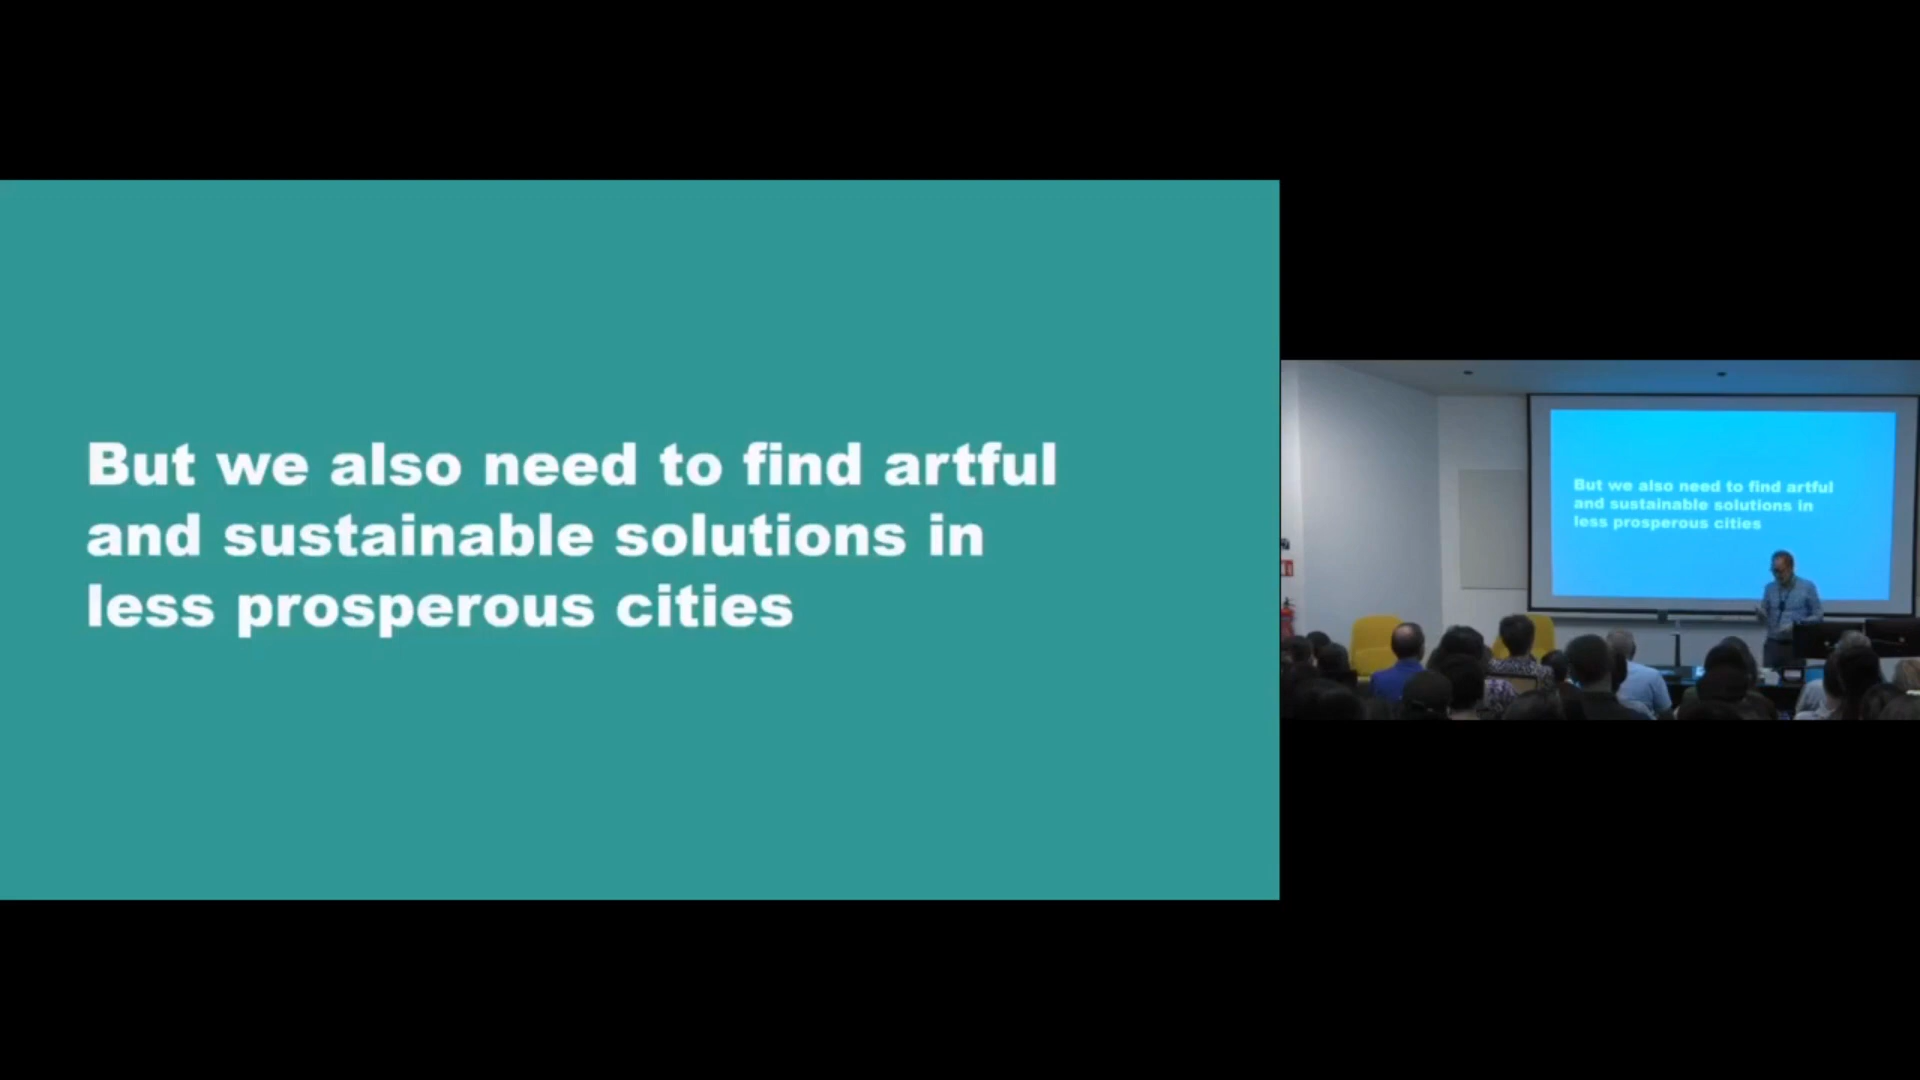 But we also need to find artful
and sustainable solutions in
less prosperous cities
But we also need to find artful
and sustainable solutions in
less prosperous cities